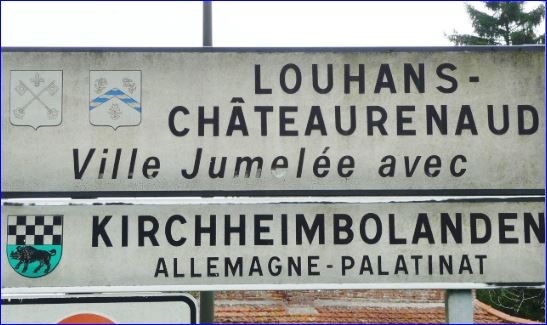 LOUHANS-
CHÂTEAURENAUD
Ville Jumelée avec
KIRCHHEIMBOLANDEN
ALLEMAGNE-PALATINAT